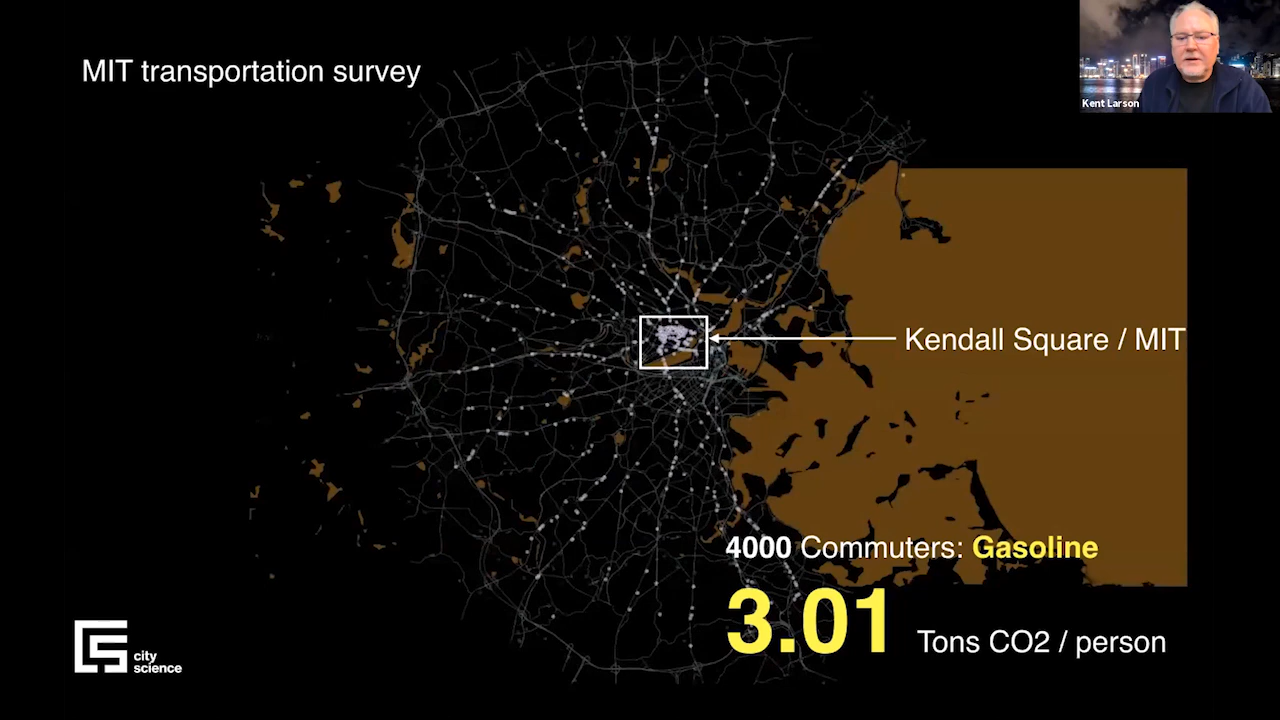 MIT transportation survey
Kent Larson
Kendall Square / MIT
4000 Commuters: Gasoline
3.01 Tons CO2 / person
city
science